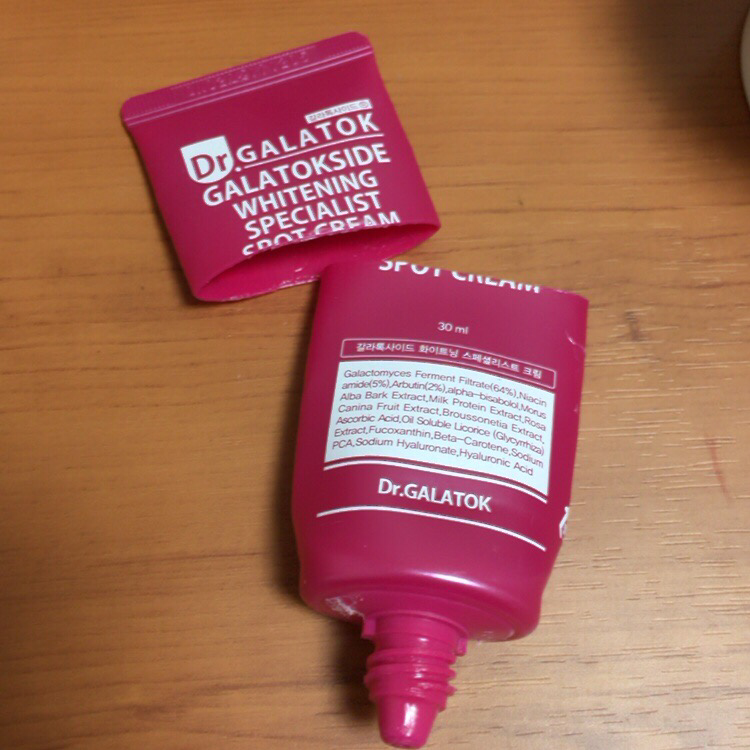 갈라톡사이드
Dr.GALATOK
GALATOKSIDE
WHITENING
SPECIALIST
SPOT CREAM
SPOT CREAM
30 ml
갈라톡사이드 화이트닝 스페셜리스트 크림
Galactomyces Ferment Filtrate(64%),Niacin
amide(5%),Arbutin(2%),alpha-bisabolol,Morus
Alba Bark Extract,Milk Protein Extract,Rosa
Canina Fruit Extract,Broussonetia Extract,
Ascorbic Acid,Oil Soluble Licorice (Glycyrrhiza)
Extract,Fucoxanthin,Beta-Carotene,Sodium
PCA,Sodium Hyaluronate,Hyaluronic Acid
Dr.GALATOK